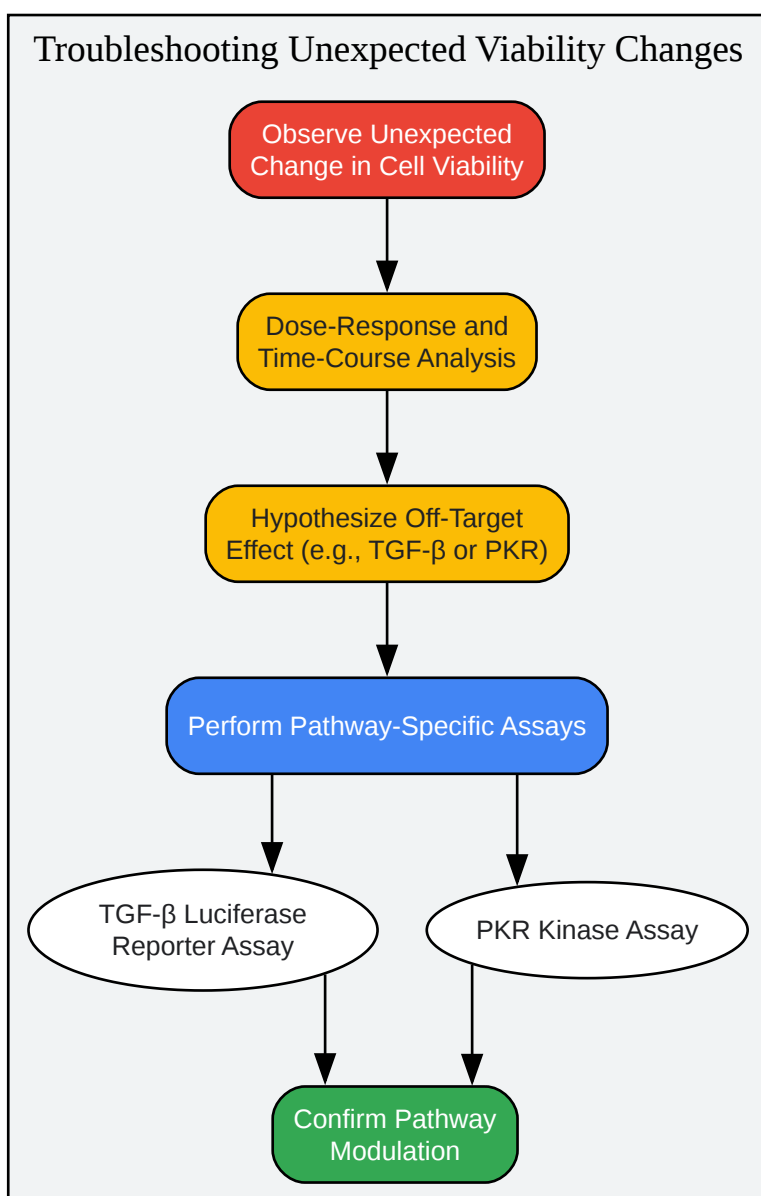 Troubleshooting Unexpected Viability Changes
Observe Unexpected
Change in Cell Viability
Dose-Response and
Time-Course Analysis
Hypothesize Off-Target
Effect (e.g., TGF-β or PKR)
Perform Pathway-Specific Assays
TGF-β Luciferase
Reporter Assay
PKR Kinase Assay
Confirm Pathway
Modulation